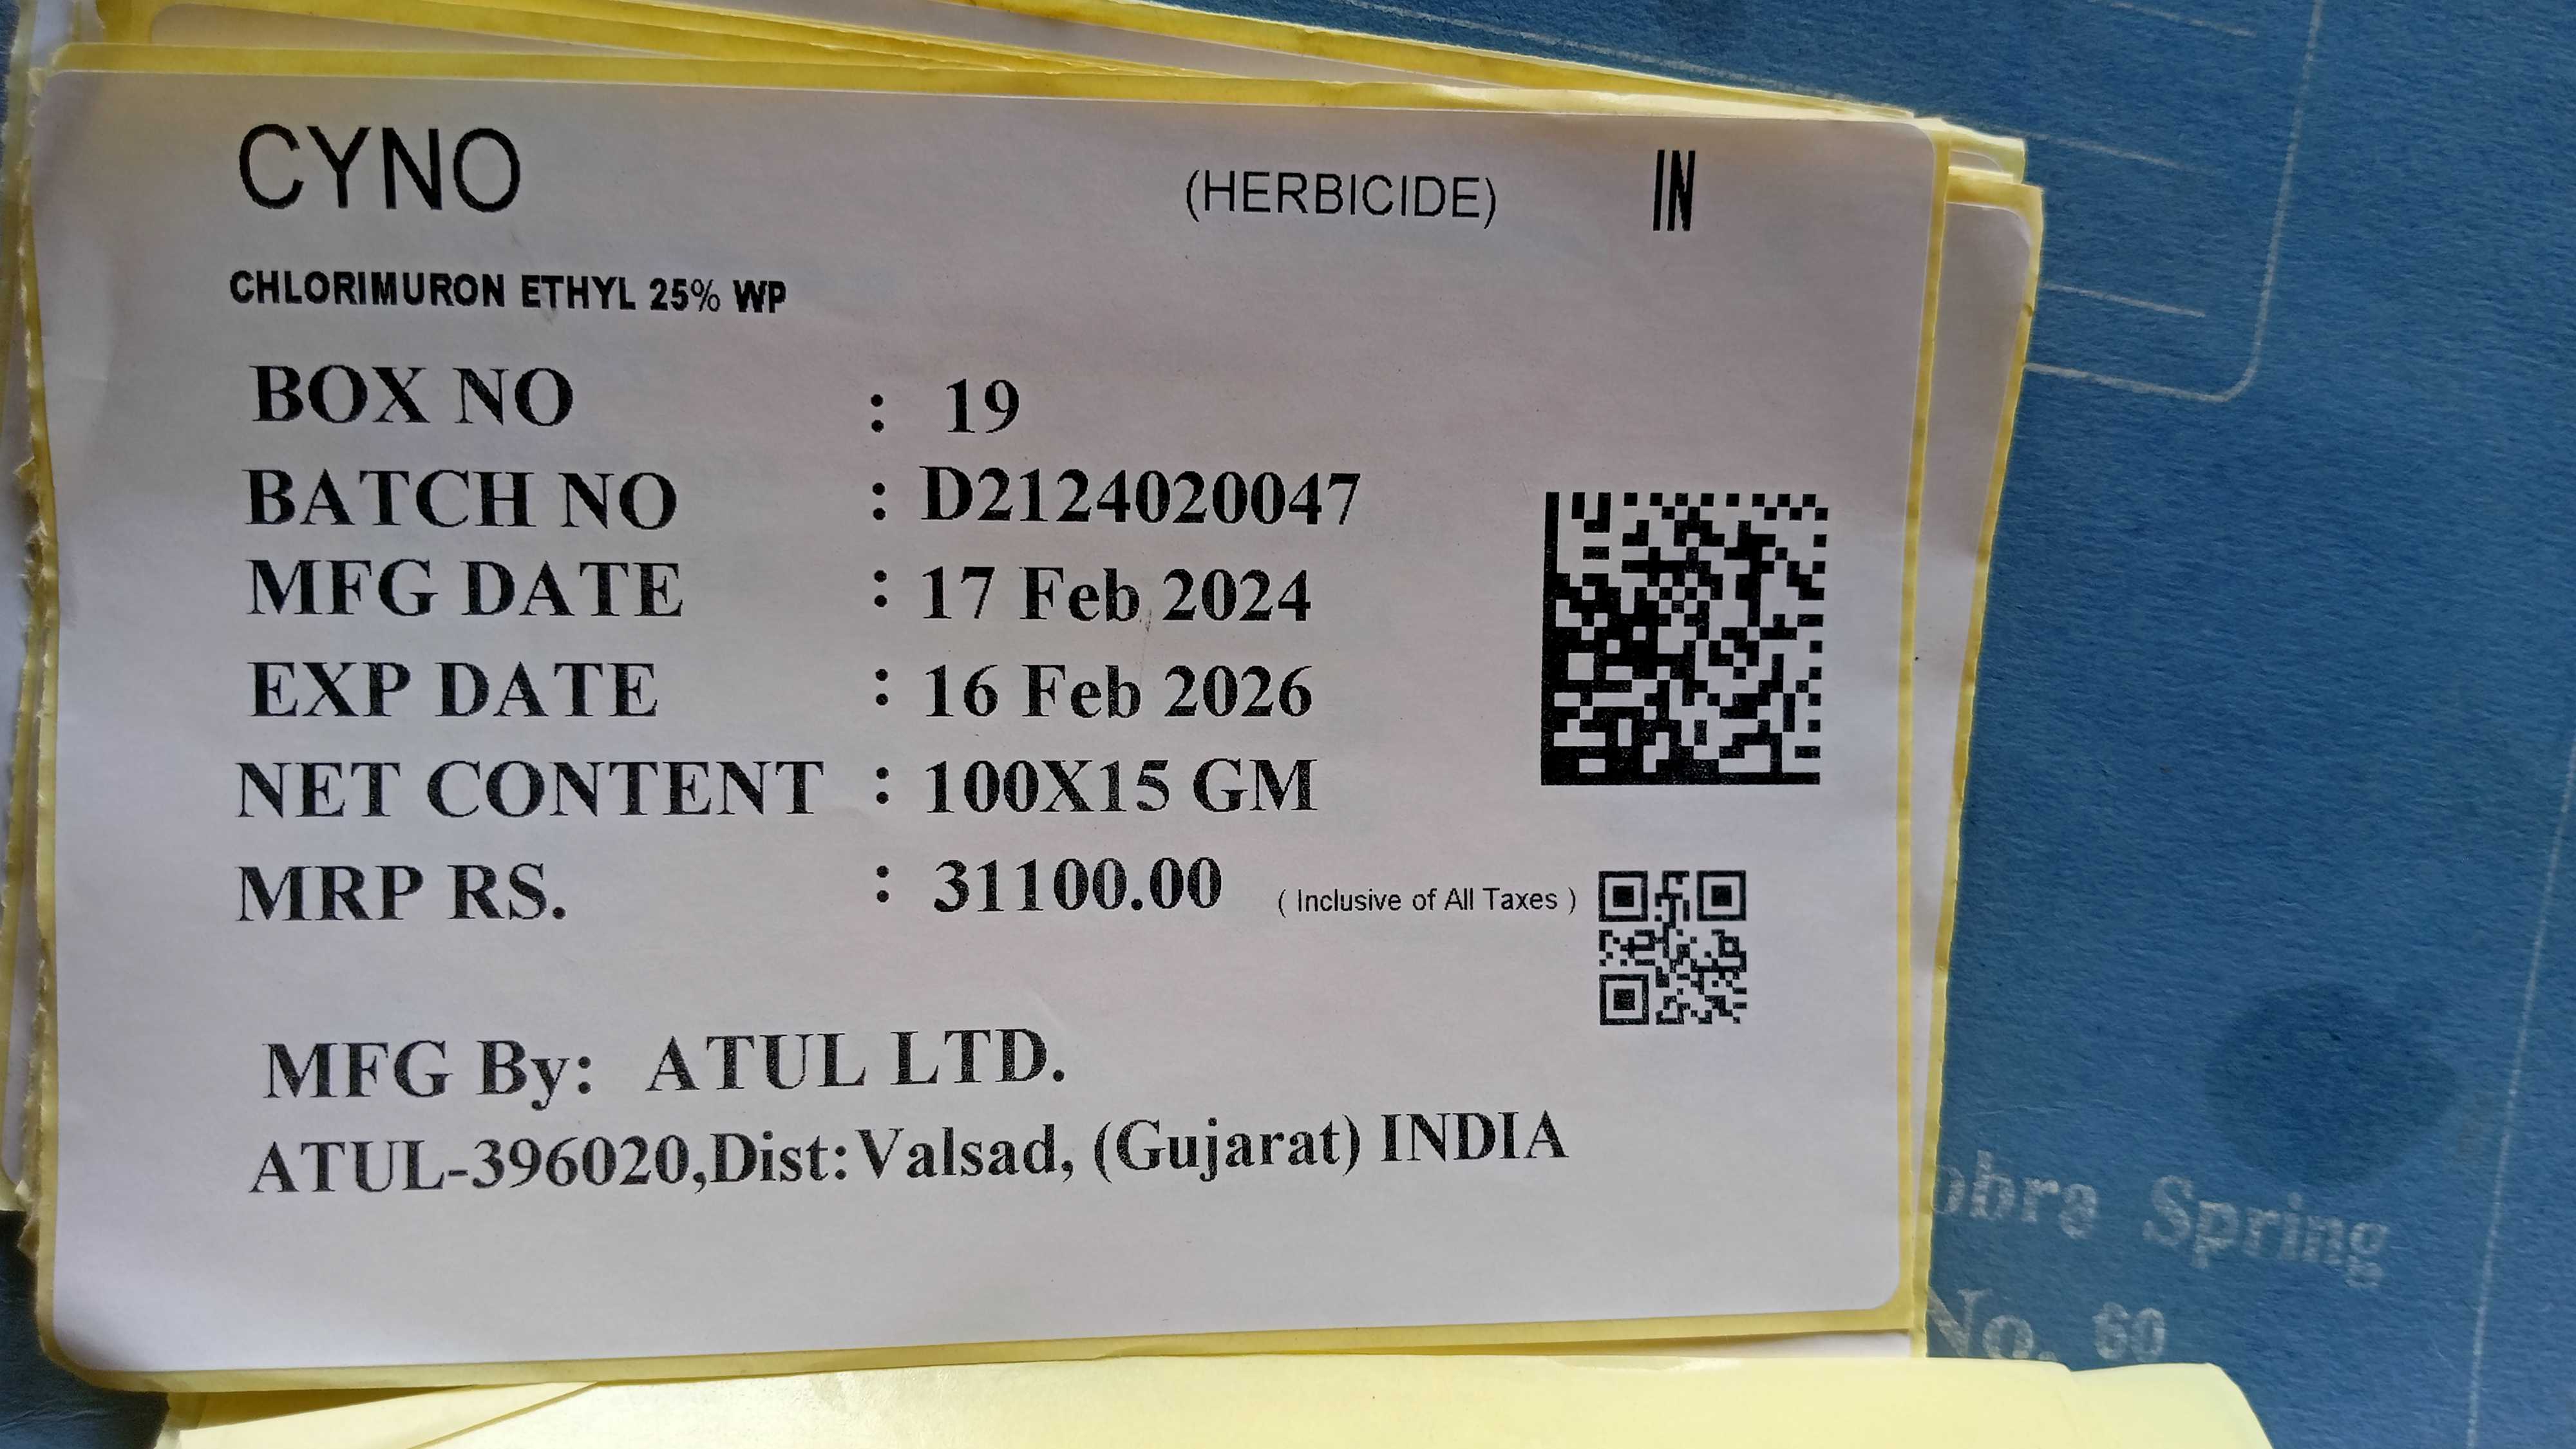 CYNO (HERBICIDE) IN
CHLORIMURON ETHYL 25% WP
BOX NO : 19
BATCH NO : D2124020047
MFG DATE : 17 Feb 2024
EXP DATE : 16 Feb 2026
NET CONTENT : 100X15 GM
MRP RS. : 31100.00 ( Inclusive of All Taxes )
MFG By: ATUL LTD.
ATUL-396020,Dist:Valsad, (Gujarat) INDIA
Spring
No. 60